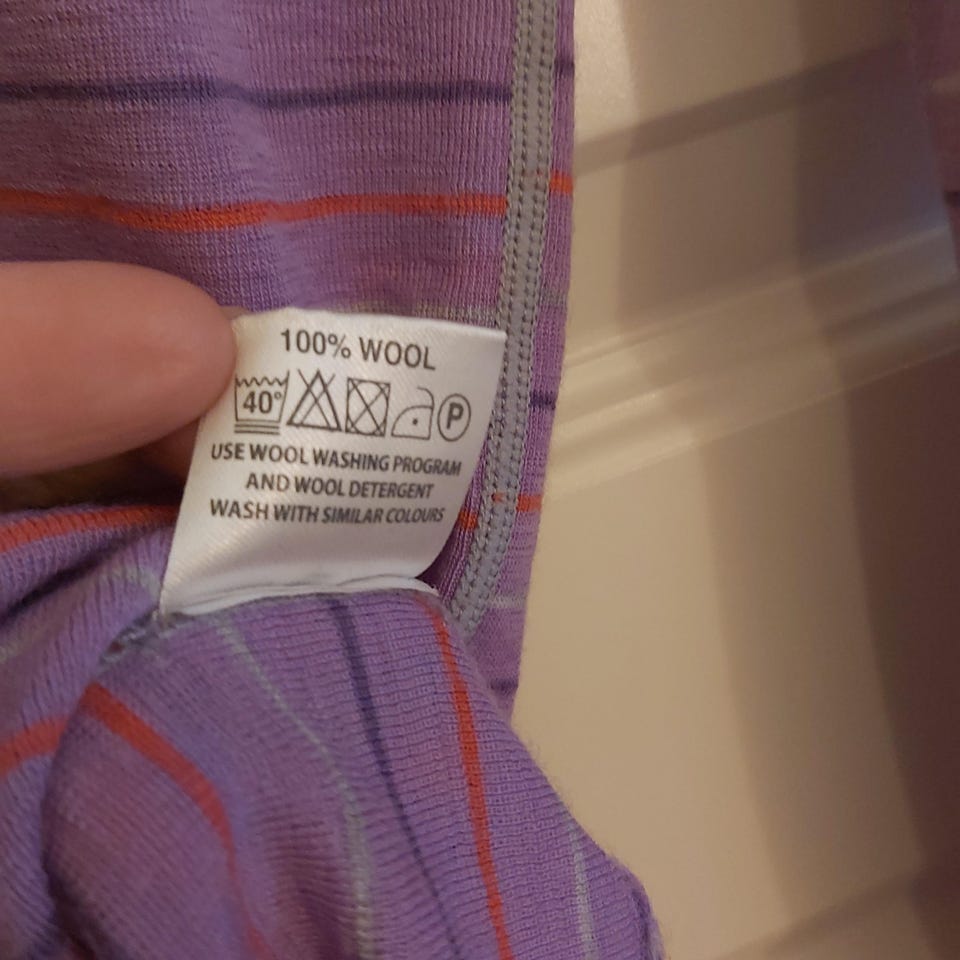 100% WOOL
40° P
USE WOOL WASHING PROGRAM
AND WOOL DETERGENT
WASH WITH SIMILAR COLOURS